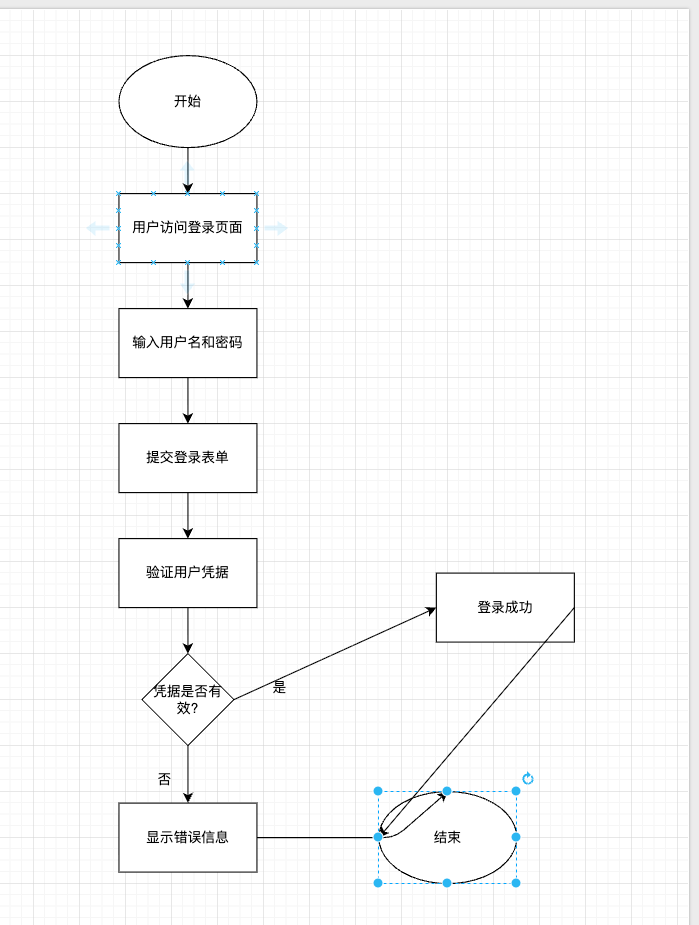 开始
用户访问登录页面
输入用户名和密码
提交登录表单
验证用户凭据
登录成功
凭据是否有
效?
是
否
显示错误信息
结束